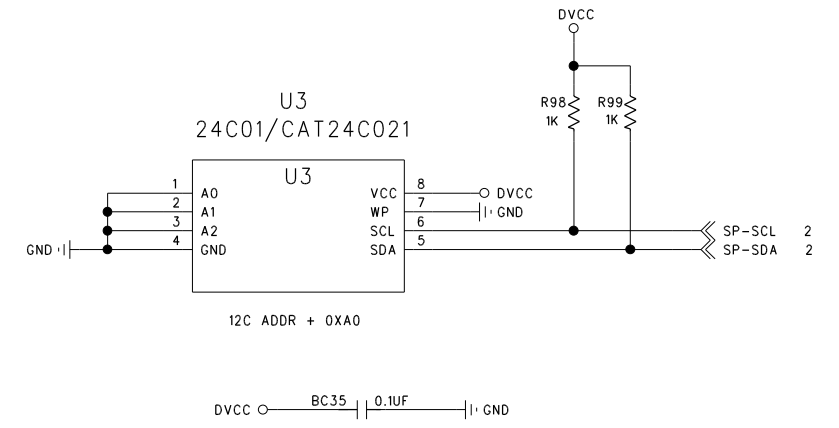 DVCC
U3
24C01/CAT24C021
R98
1K
R99
1K
U3
1 A0
2 A1
3 A2
4 GND
GND
VCC 8 DVCC
WP 7 GND
SCL 6
SDA 5
SP-SCL 2
SP-SDA 2
12C ADDR + 0XA0
DVCC BC35 0.1UF GND